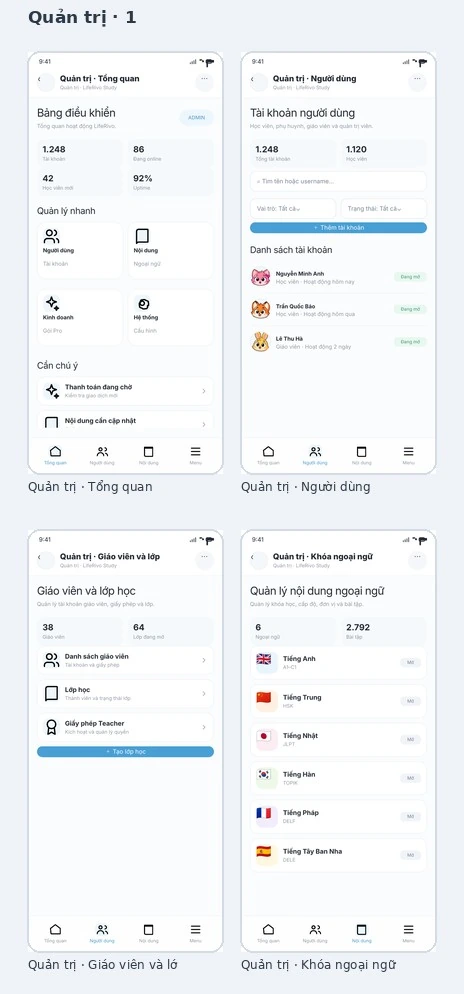 Quản trị · 1
9:41
Quản trị · Tổng quan
Quản trị · LifeRivo Study
Bảng điều khiển
Tổng quan hoạt động LifeRivo.
ADMIN
1.248
Tài khoản
86
Đang online
42
Học viên mới
92%
Uptime
Quản lý nhanh
Người dùng
Tài khoản
Nội dung
Ngoại ngữ
Kinh doanh
Gói Pro
Hệ thống
Cấu hình
Cần chú ý
Thanh toán đang chờ
Kiểm tra giao dịch mới
Nội dung cần cập nhật
Tổng quan
Người dùng
Nội dung
Menu
Quản trị · Tổng quan
9:41
Quản trị · Người dùng
Quản trị · LifeRivo Study
Tài khoản người dùng
Học viên, phụ huynh, giáo viên và quản trị viên.
1.248
Tổng tài khoản
1.120
Học viên
Tìm tên hoặc username...
Vai trò: Tất cả
Trạng thái: Tất cả
+ Thêm tài khoản
Danh sách tài khoản
Nguyễn Minh Anh
Học viên · Hoạt động hôm nay
Đang mở
Trần Quốc Bảo
Học viên · Hoạt động hôm qua
Đang mở
Lê Thu Hà
Giáo viên · Hoạt động 2 ngày
Đang mở
Tổng quan
Người dùng
Nội dung
Menu
Quản trị · Người dùng
9:41
Quản trị · Giáo viên và lớp
Quản trị · LifeRivo Study
Giáo viên và lớp học
Quản lý tài khoản giáo viên, giấy phép và lớp.
38
Giáo viên
64
Lớp đang mở
Danh sách giáo viên
Tài khoản và giấy phép
Lớp học
Thành viên và trạng thái lớp
Giấy phép Teacher
Kích hoạt và quản lý quyền
+ Tạo lớp học
Tổng quan
Người dùng
Nội dung
Menu
Quản trị · Giáo viên và lớ
9:41
Quản trị · Khóa ngoại ngữ
Quản trị · LifeRivo Study
Quản lý nội dung ngoại ngữ
Quản lý khóa học, cấp độ, đơn vị và bài tập.
6
Ngoại ngữ
2.792
Bài tập
Tiếng Anh
A1-C1
Mở
Tiếng Trung
HSK
Mở
Tiếng Nhật
JLPT
Mở
Tiếng Hàn
TOPIK
Mở
Tiếng Pháp
DELF
Mở
Tiếng Tây Ban Nha
DELE
Mở
Tổng quan
Người dùng
Nội dung
Menu
Quản trị · Khóa ngoại ngữ